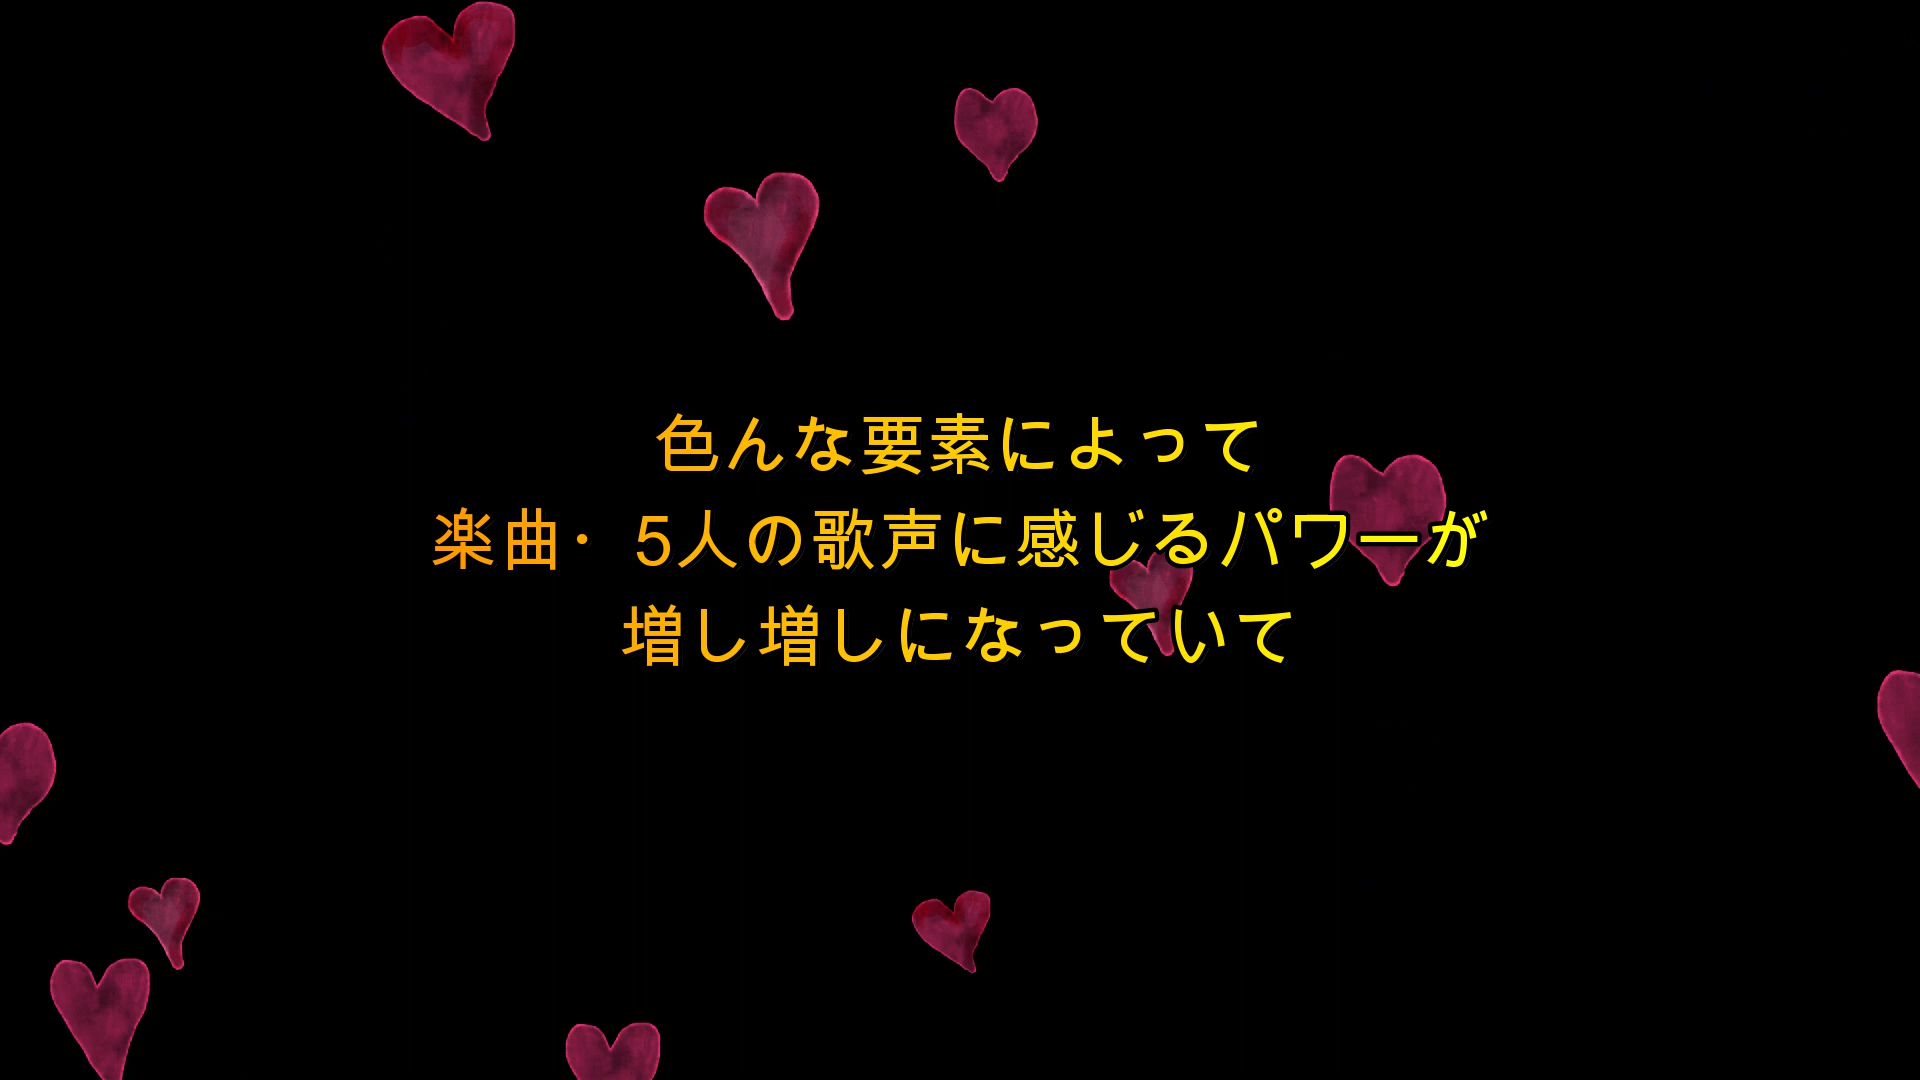 色んな要素によって
楽曲・5人の歌声に感じるパワーが
増し増しになっていて